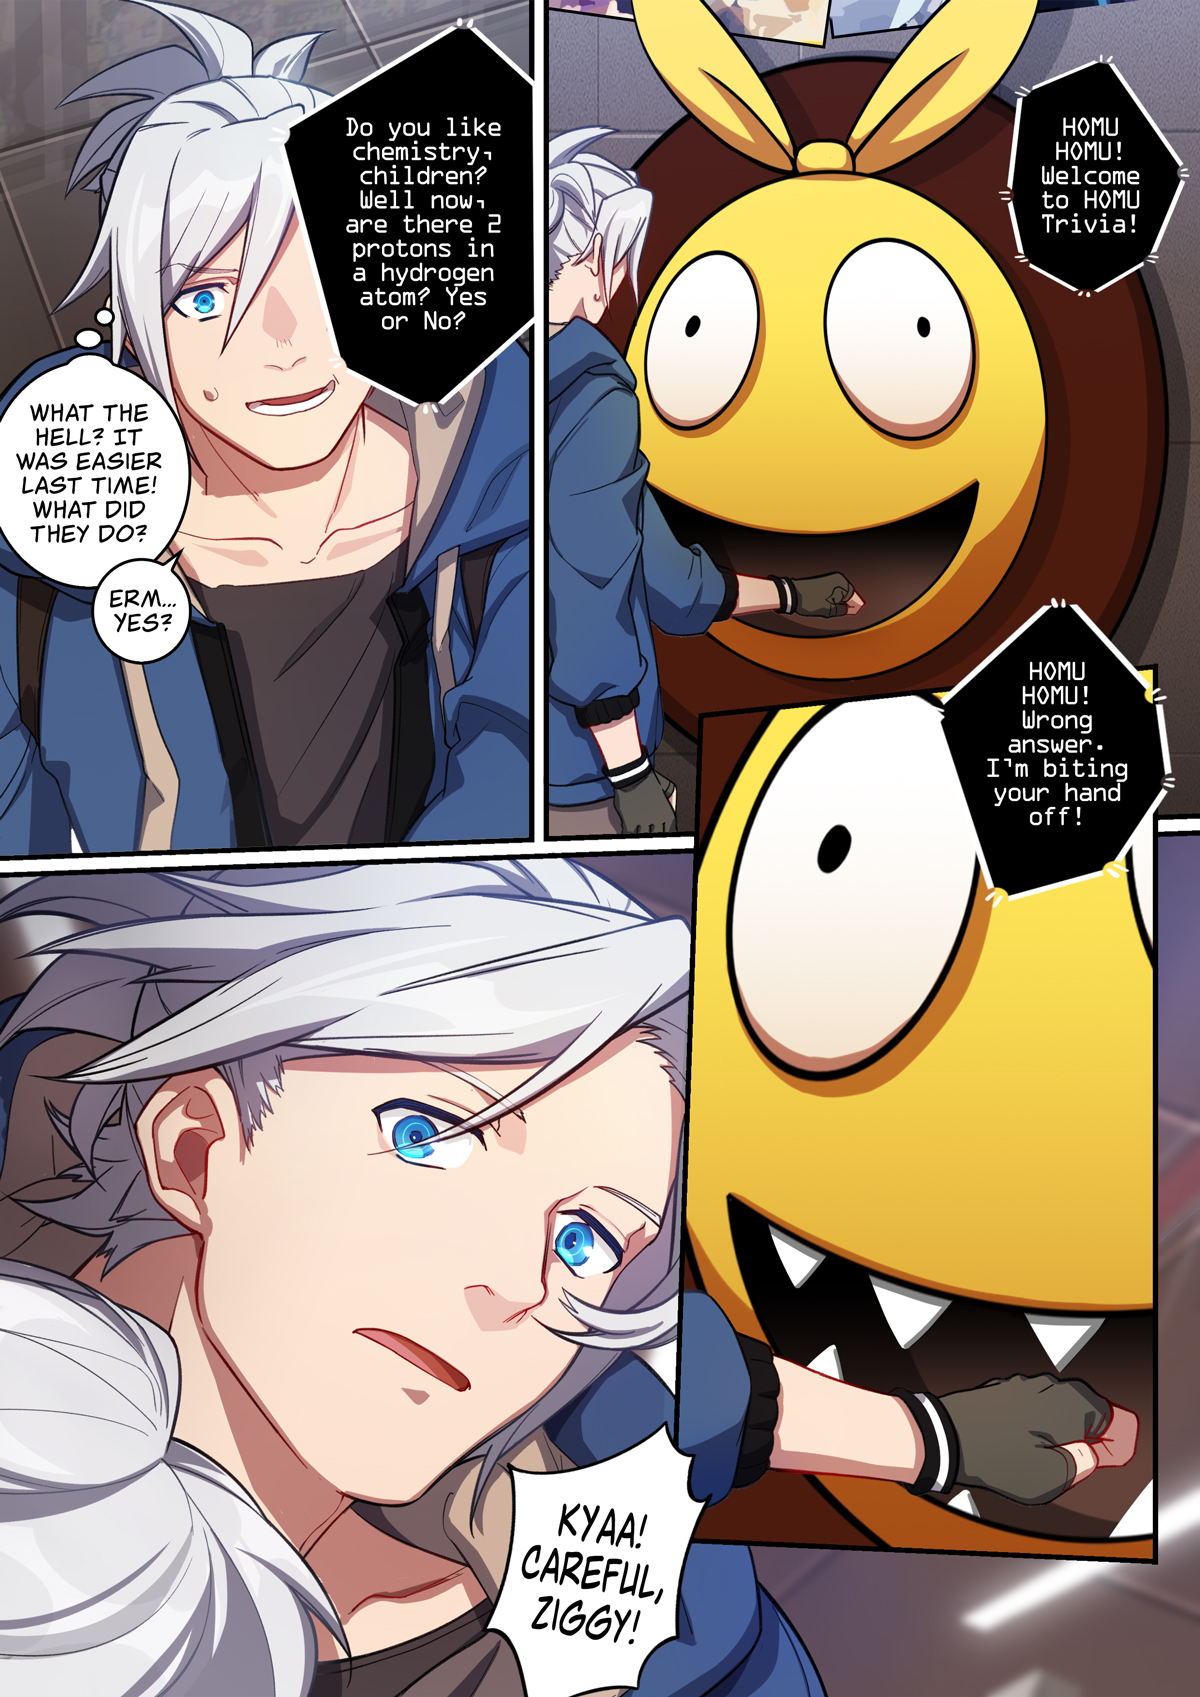 HOMU
HOMU!
Welcome
to HOMU
Trivia!
Do you like
chemistry,
children?
Well now,
are there 2
protons in
a hydrogen
atom? Yes
or No?
WHAT THE
HELL? IT
WAS EASIER
LAST TIME!
WHAT DID
THEY DO?
ERM...
YES?
HOMU
HOMU!
Wrong
answer.
I'm biting
your hand
off!
KYAA!
CAREFUL,
ZIGGY!